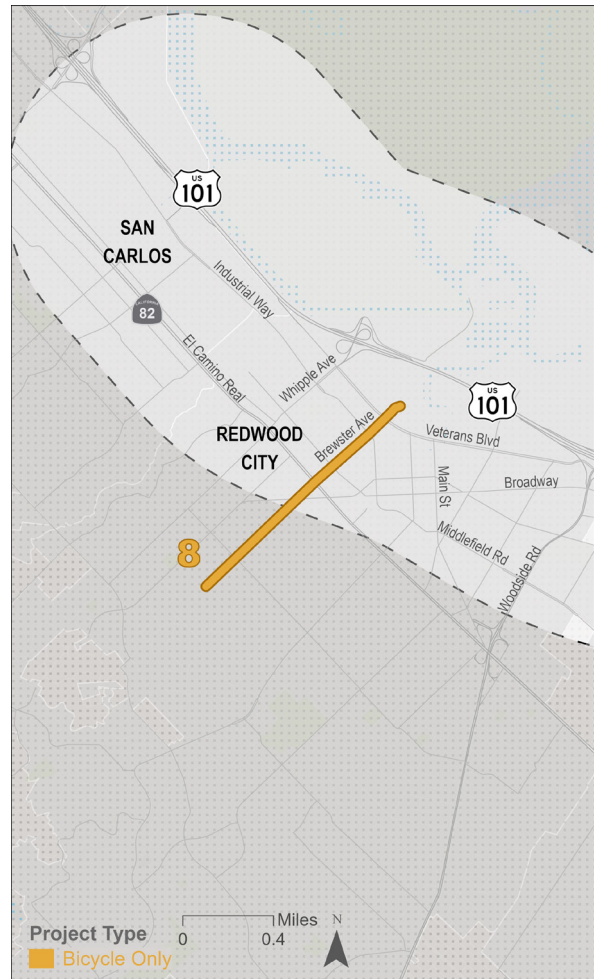 US
101
SAN
CARLOS
Industrial Way
CALIFORNIA
82
El Camino Real
Whipple Ave
US
101
REDWOOD
CITY
Brewster Ave
Veterans Blvd
Main St
Broadway
Middlefield Rd
Woodside Rd
8
Project Type
Bicycle Only
Miles
0
0.4
N